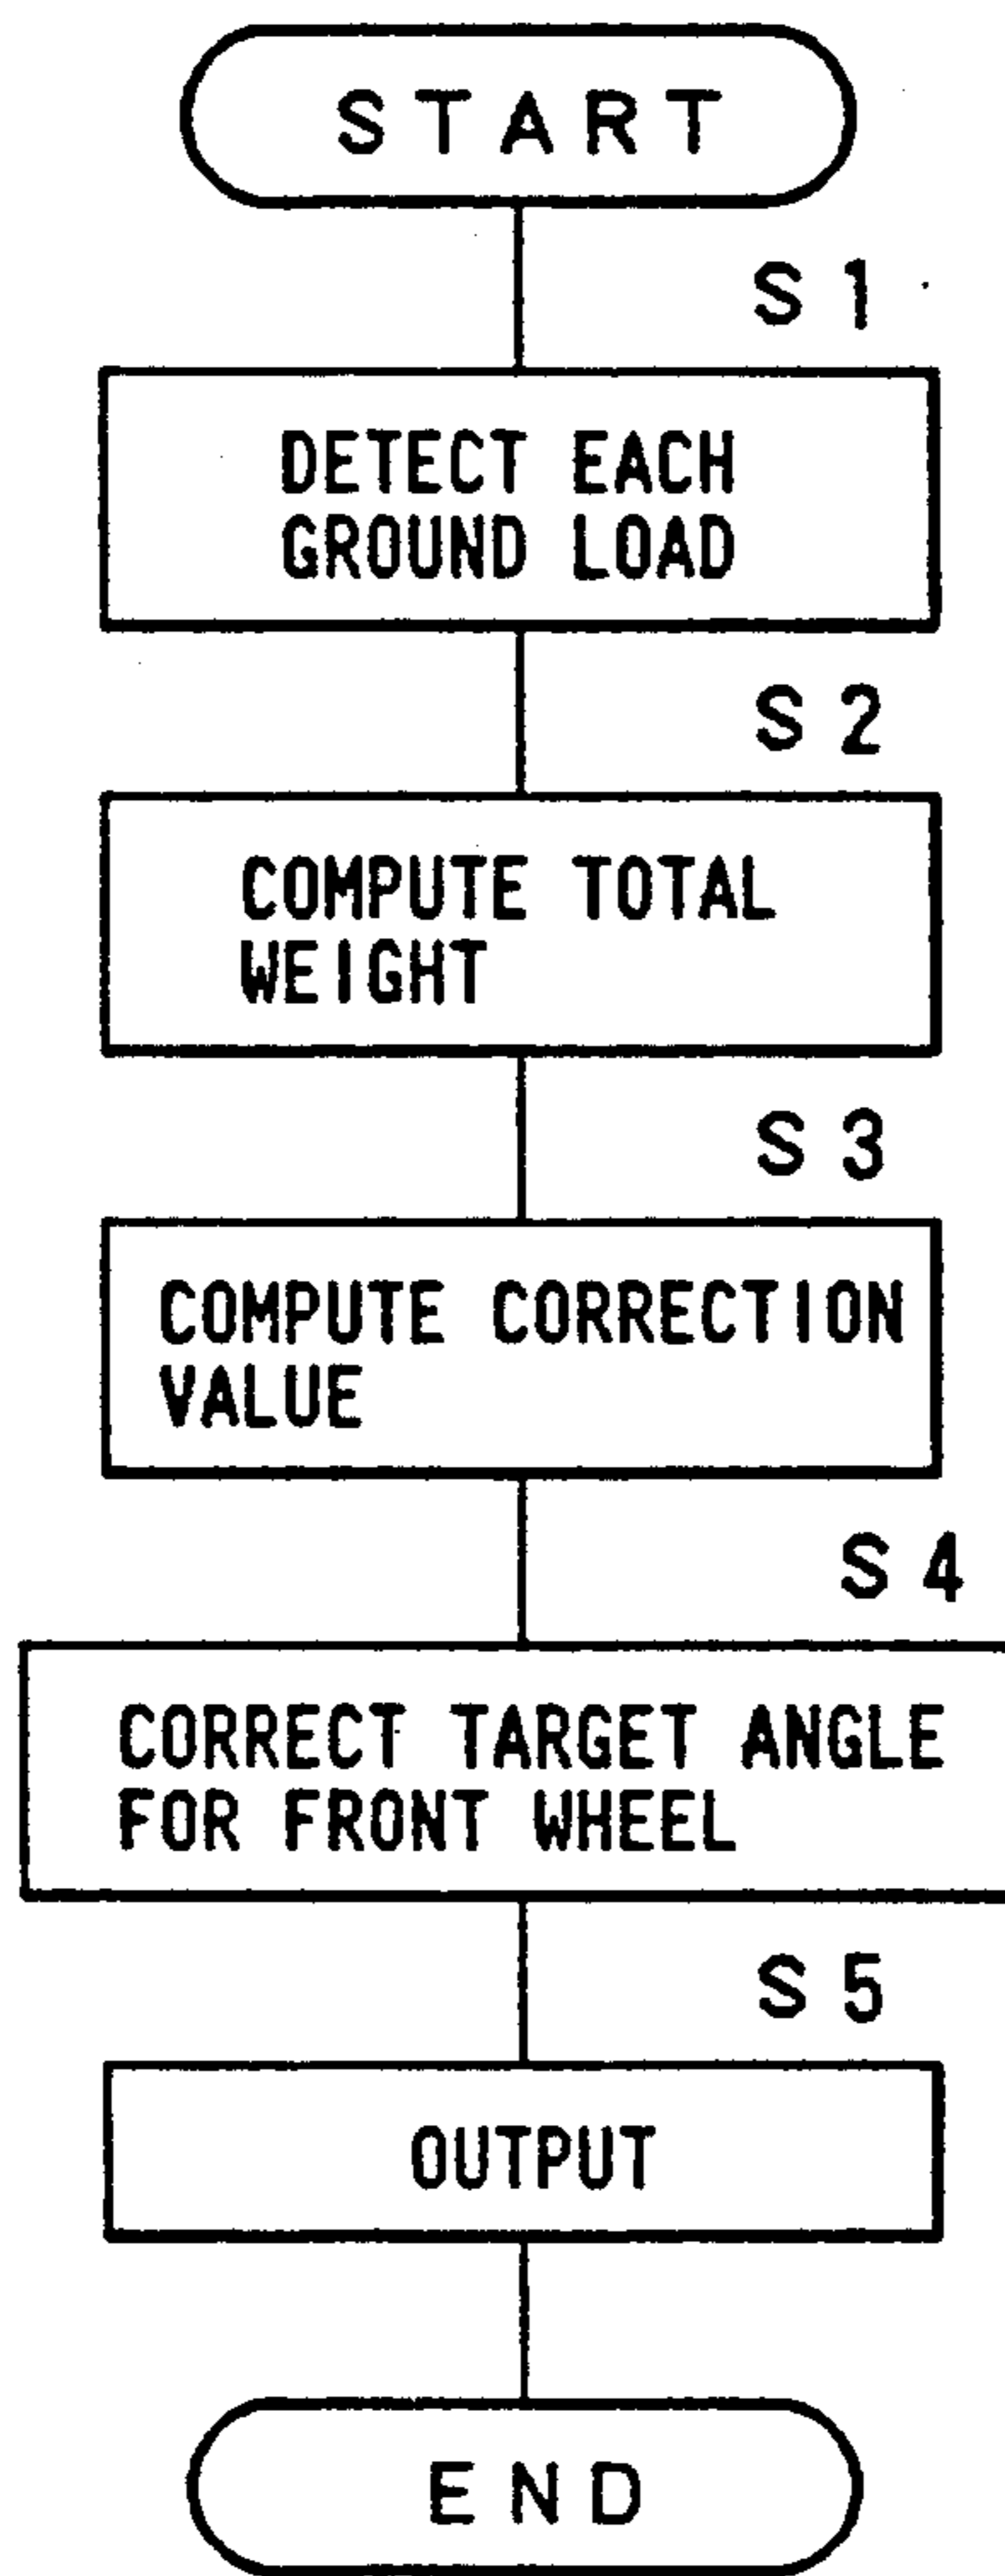 START
S1
DETECT EACH
GROUND LOAD
S2
COMPUTE TOTAL
WEIGHT
S3
COMPUTE CORRECTION
VALUE
S4
CORRECT TARGET ANGLE
FOR FRONT WHEEL
S5
OUTPUT
END